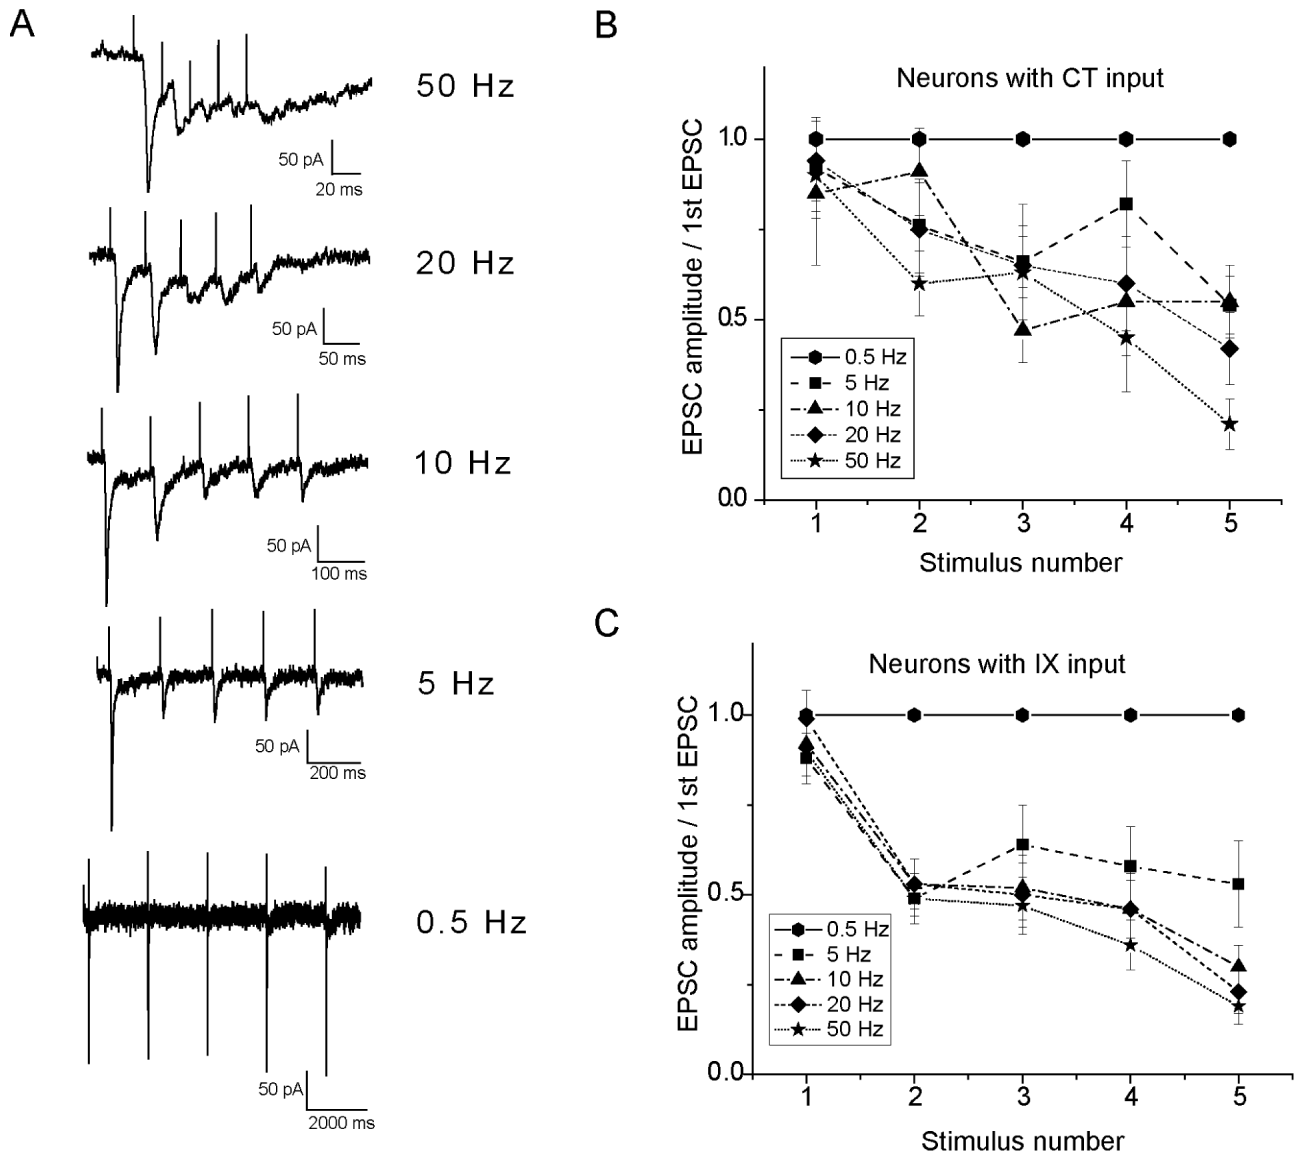 A
50 Hz
50 pA
20 ms
20 Hz
50 pA
50 ms
10 Hz
50 pA
100 ms
5 Hz
50 pA
200 ms
0.5 Hz
50 pA
2000 ms
B
Neurons with CT input
EPSC amplitude / 1st EPSC
1.0
0.5
0.0
0.5 Hz
5 Hz
10 Hz
20 Hz
50 Hz
1 2 3 4 5
Stimulus number
C
Neurons with IX input
EPSC amplitude / 1st EPSC
1.0
0.5
0.0
0.5 Hz
5 Hz
10 Hz
20 Hz
50 Hz
1 2 3 4 5
Stimulus number